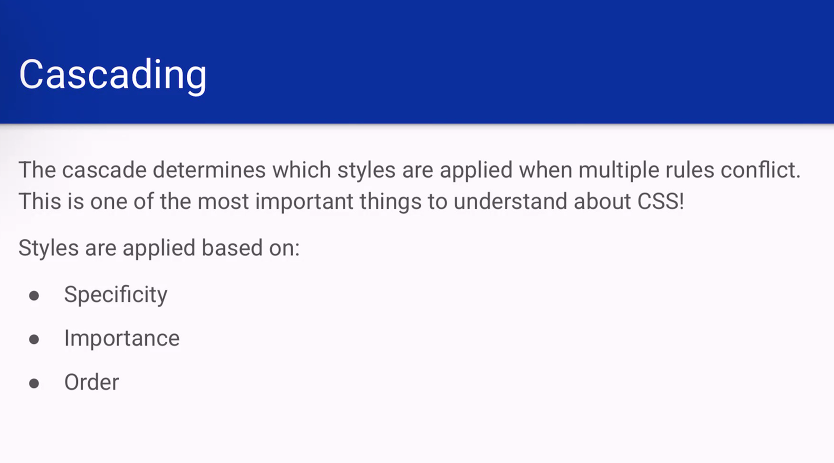 Cascading
The cascade determines which styles are applied when multiple rules conflict.
This is one of the most important things to understand about CSS!
Styles are applied based on:
● Specificity
● Importance
● Order